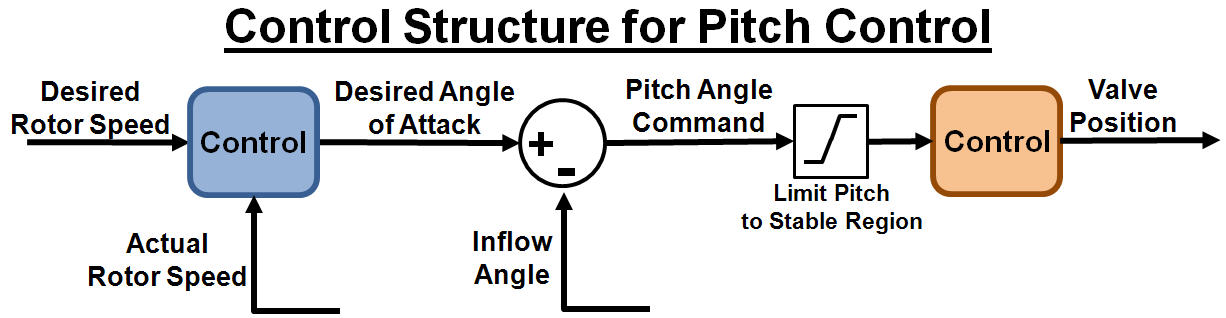 Control Structure for Pitch Control
Desired
Rotor Speed
Control
Desired Angle
of Attack
+
-
Pitch Angle
Command
Limit Pitch
to Stable Region
Control
Valve
Position
Actual
Rotor Speed
Inflow
Angle